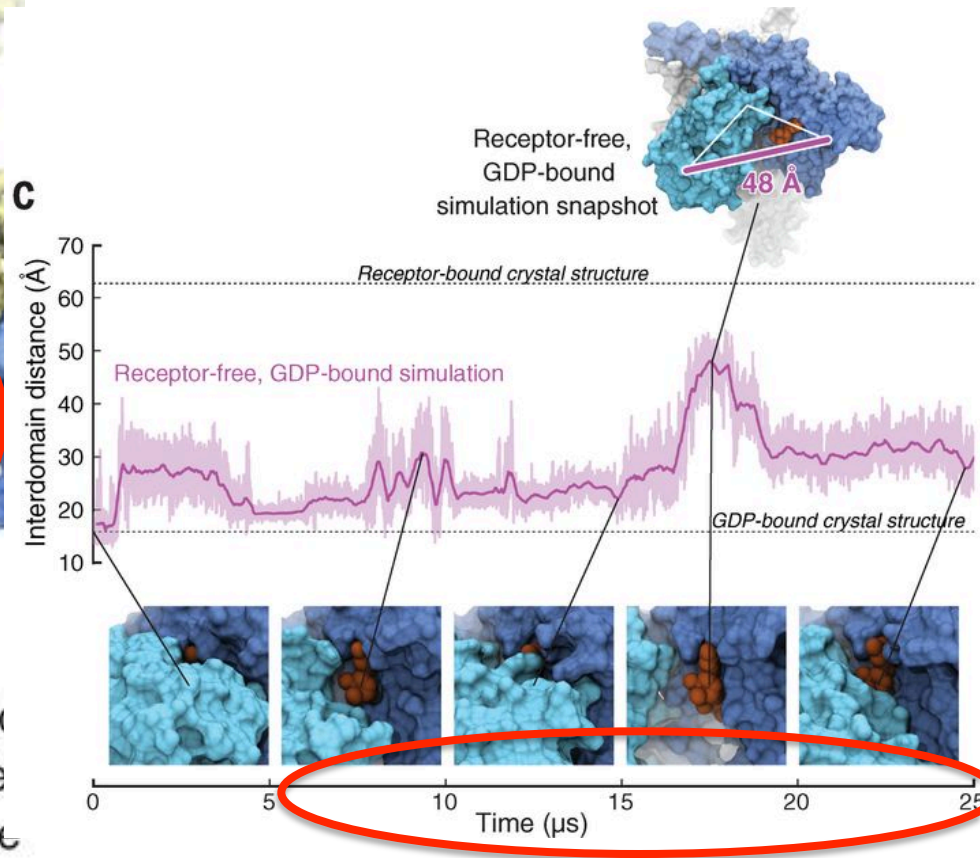 C
Receptor-free,
GDP-bound
simulation snapshot
48 Å
Interdomain distance (Å)
70
60
50
40
30
20
10
Receptor-bound crystal structure
Receptor-free, GDP-bound simulation
GDP-bound crystal structure
0 5 10 15 20 25
Time (μs)